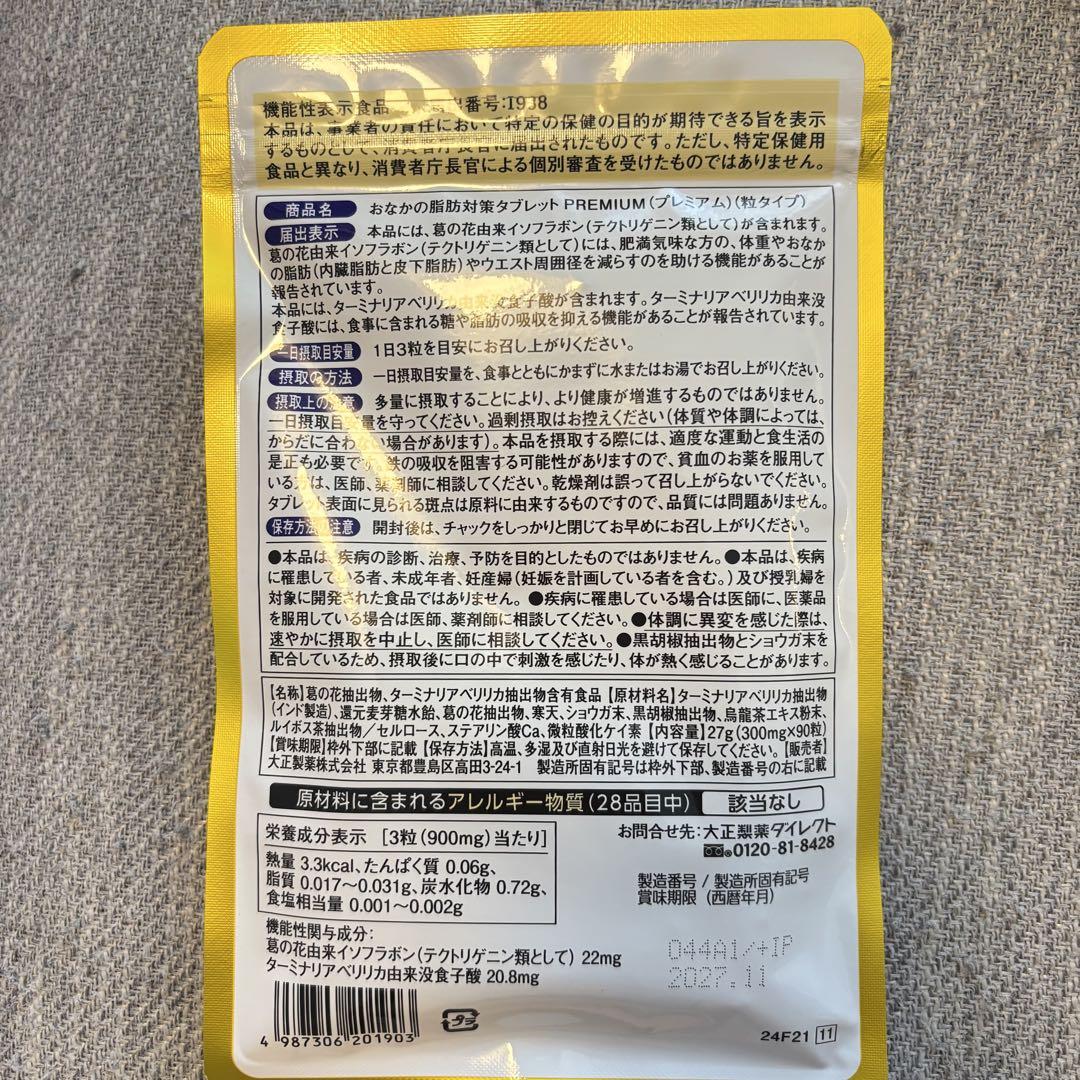 機能性表示食品 出番号:I938
本品は、事業者の責任において特定の保健の目的が期待できる旨を表示
するものとして、消費者庁長官に届出されたものです。ただし、特定保健用
食品と異なり、消費者庁長官による個別審査を受けたものではありません。
商品名 おなかの脂肪対策タブレット PREMIUM(プレミアム)(粒タイプ)
届出表示 本品には、葛の花由来イソフラボン(テクトリゲニン類として)が含まれます。
葛の花由来イソフラボン(テクトリゲニン類として)には、肥満気味な方の、体重やおなか
の脂肪(内臓脂肪と皮下脂肪)やウエスト周囲径を減らすのを助ける機能があることが
報告されています。
本品には、ターミナリアベリリカ由来没食子酸が含まれます。ターミナリアベリリカ由来没
食子酸には、食事に含まれる糖や脂肪の吸収を抑える機能があることが報告されています。
一日摂取目安量 1日3粒を目安にお召し上がりください。
摂取の方法 一日摂取目安量を、食事とともにかまずに水またはお湯でお召し上がりください。
摂取上の注意 多量に摂取することにより、より健康が増進するものではありません。
一日摂取目安量を守ってください。過剰摂取はお控えください(体質や体調によっては、
からだに合わない場合があります)。本品を摂取する際には、適度な運動と食生活の
是正も必要です。鉄の吸収を阻害する可能性がありますので、貧血のお薬を服用して
いる方は、医師、薬剤師に相談してください。乾燥剤は誤って召し上がらないでください。
タブレット表面に見られる斑点は原料に由来するものですので、品質には問題ありません。
保存方法の注意 開封後は、チャックをしっかりと閉じてお早めにお召し上がりください。
●本品は、疾病の診断、治療、予防を目的としたものではありません。●本品は、疾病
に罹患している者、未成年者、妊産婦(妊娠を計画している者を含む。)及び授乳婦を
対象に開発された食品ではありません。●疾病に罹患している場合は医師に、医薬品
を服用している場合は医師、薬剤師に相談してください。●体調に異変を感じた際は、
速やかに摂取を中止し、医師に相談してください。●黒胡椒抽出物とショウガ末を
配合しているため、摂取後に口の中で刺激を感じたり、体が熱く感じることがあります。
【名称】葛の花抽出物、ターミナリアベリリカ抽出物含有食品【原材料名】ターミナリアベリリカ抽出物
(インド製造)、還元麦芽糖水飴、葛の花抽出物、寒天、ショウガ末、黒胡椒抽出物、烏龍茶エキス粉末、
ルイボス茶抽出物/セルロース、ステアリン酸Ca、微粒酸化ケイ素【内容量】27g(300mg×90粒)
【賞味期限】枠外下部に記載【保存方法】高温、多湿及び直射日光を避けて保存してください。【販売者】
大正製薬株式会社 東京都豊島区高田3-24-1 製造所固有記号は枠外下部、製造番号の右に記載
原材料に含まれるアレルギー物質(28品目中) 該当なし
栄養成分表示 [3粒(900mg)当たり]
熱量 3.3kcal、たんぱく質 0.06g、
脂質 0.017~0.031g、炭水化物 0.72g、
食塩相当量 0.001~0.002g
お問合せ先:大正製薬ダイレクト
0120-81-8428
製造番号 / 製造所固有記号
賞味期限 (西暦年月)
機能性関与成分:
葛の花由来イソフラボン(テクトリゲニン類として) 22mg
ターミナリアベリリカ由来没食子酸 20.8mg
044A1/+IP
2027.11
4 987306 201903
プラ
24F21 11